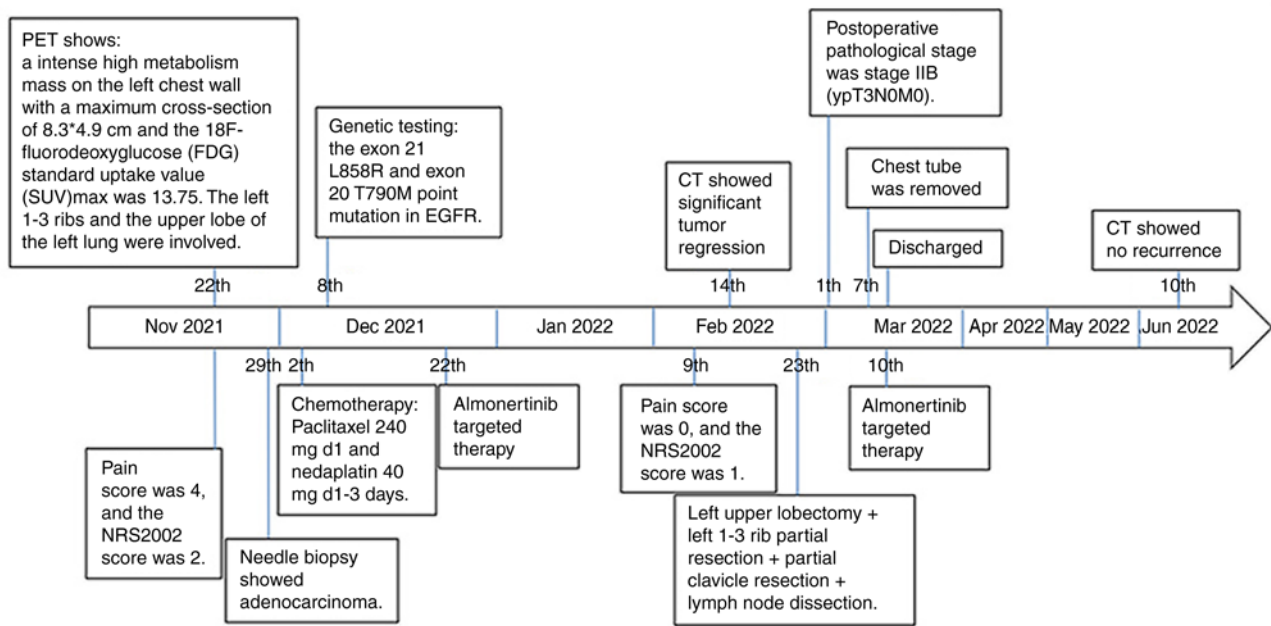 PET shows:
a intense high metabolism
mass on the left chest wall
with a maximum cross-section
of 8.3*4.9 cm and the 18F-
fluorodeoxyglucose (FDG)
standard uptake value
(SUV)max was 13.75. The left
1-3 ribs and the upper lobe of
the left lung were involved.
Genetic testing:
the exon 21
L858R and exon
20 T790M point
mutation in EGFR.
CT showed
significant
tumor
regression
Postoperative
pathological stage
was stage IIB
(ypT3N0M0).
Chest tube
was removed
Discharged
CT showed
no recurrence
22th
8th
14th
1th
7th
10th
Nov 2021
Dec 2021
Jan 2022
Feb 2022
Mar 2022
Apr 2022
May 2022
Jun 2022
29th
2th
22th
9th
23th
10th
Pain
score was 4,
and the
NRS2002
score was 2.
Needle biopsy
showed
adenocarcinoma.
Chemotherapy:
Paclitaxel 240
mg d1 and
nedaplatin 40
mg d1-3 days.
Almonertinib
targeted
therapy
Pain score
was 0, and the
NRS2002
score was 1.
Left upper lobectomy +
left 1-3 rib partial
resection + partial
clavicle resection +
lymph node dissection.
Almonertinib
targeted
therapy